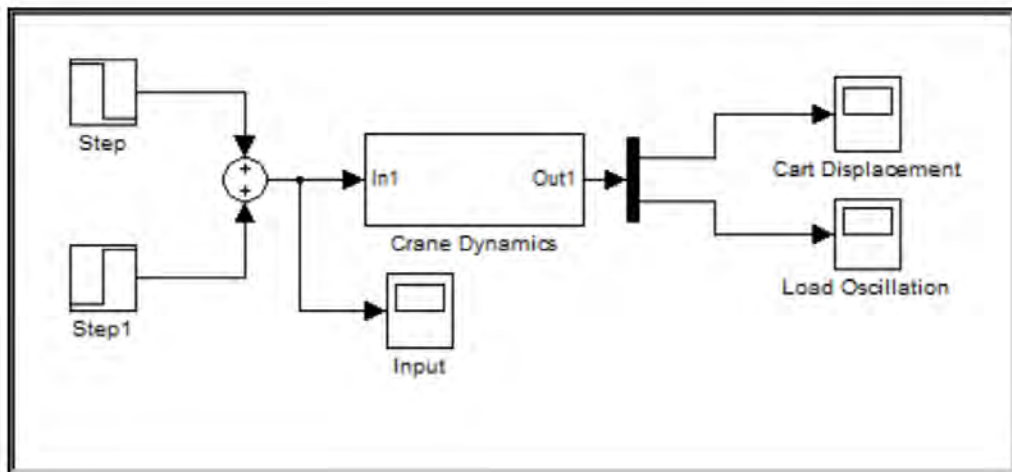 Step
+
+
In1
Out1
Cart Displacement
Crane Dynamics
Load Oscillation
Step1
Input